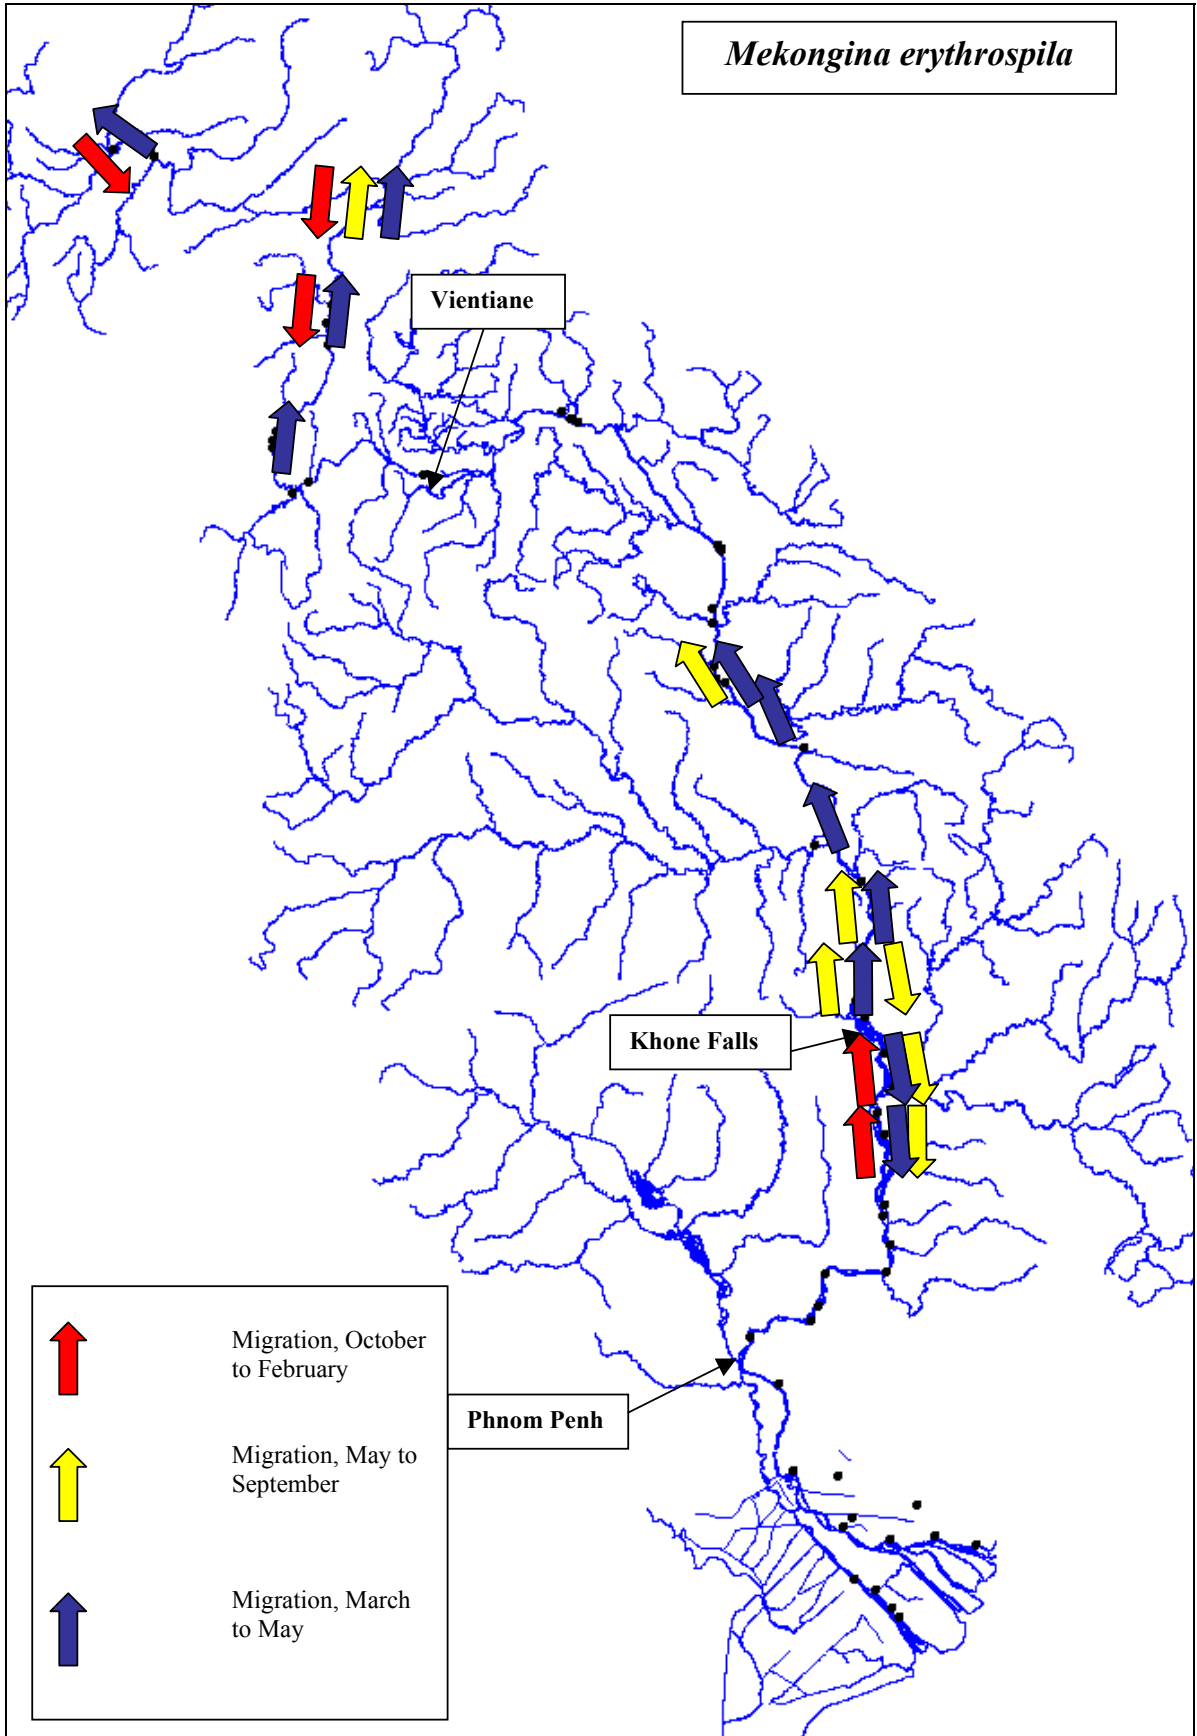 Mekongina erythrospila
Vientiane
Khone Falls
Migration, October
to February
Phnom Penh
Migration, May to
September
Migration, March
to May